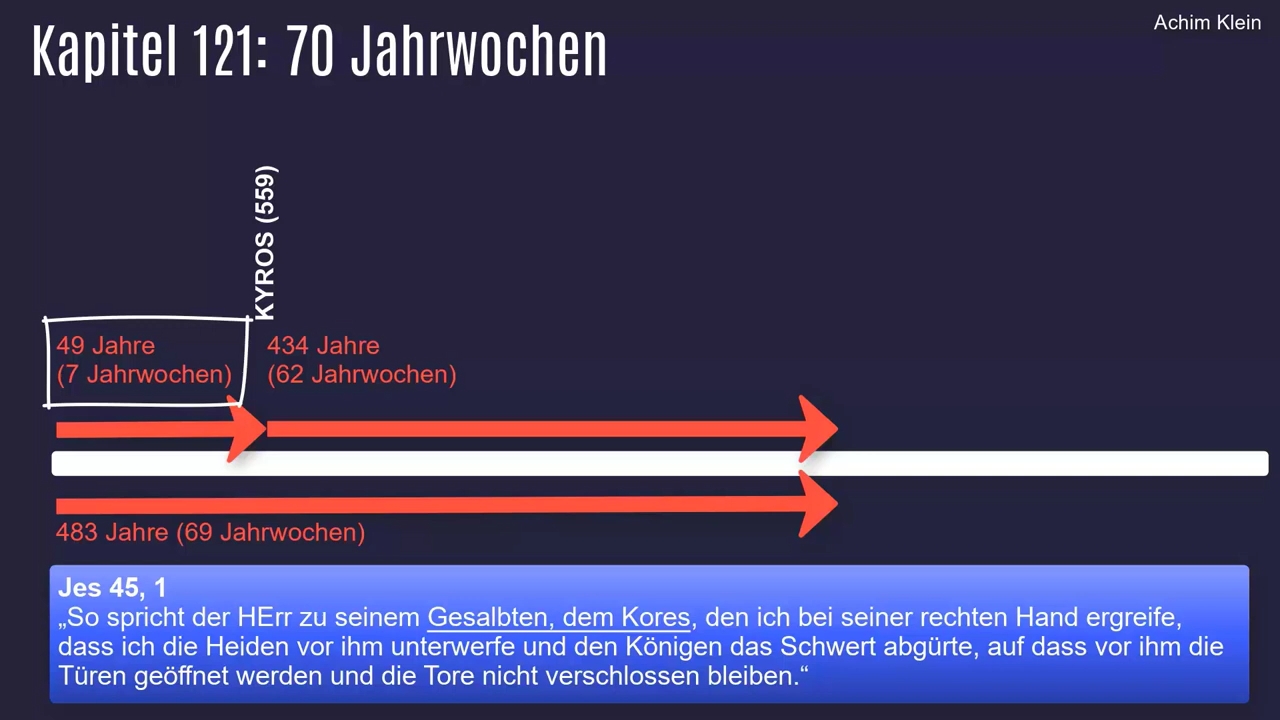 Kapitel 121: 70 Jahrwochen
Achim Klein
KYROS (559)
49 Jahre
(7 Jahrwochen)
434 Jahre
(62 Jahrwochen)
483 Jahre (69 Jahrwochen)
Jes 45, 1
„So spricht der HErr zu seinem Gesalbten, dem Kores, den ich bei seiner rechten Hand ergreife,
dass ich die Heiden vor ihm unterwerfe und den Königen das Schwert abgürte, auf dass vor ihm die
Türen geöffnet werden und die Tore nicht verschlossen bleiben.“